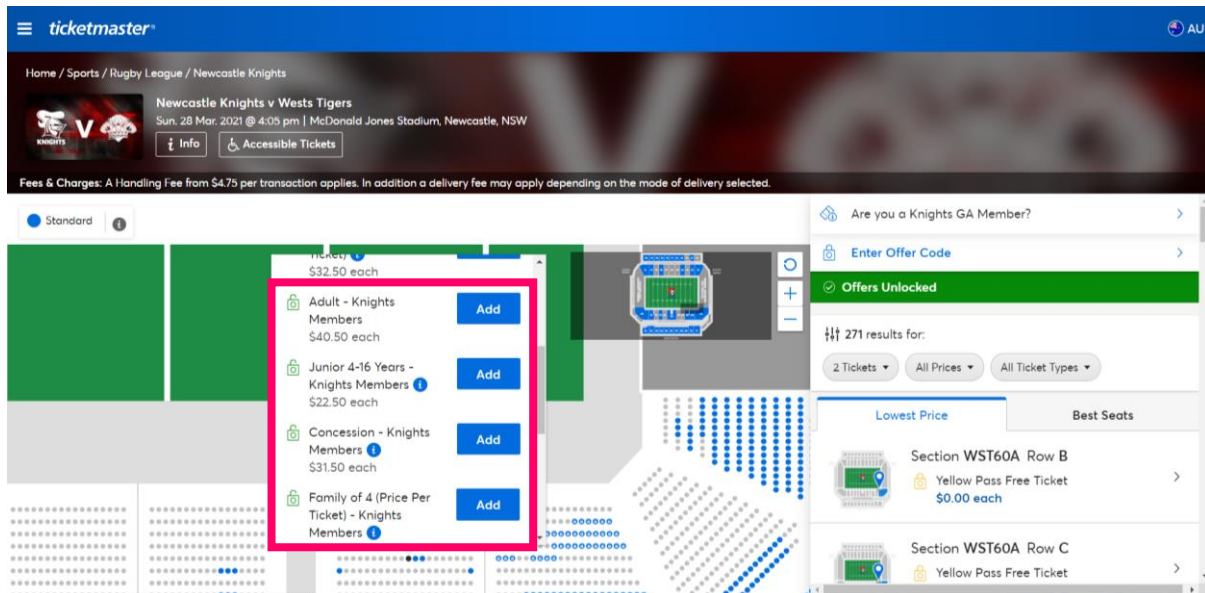 ticketmaster®
AU
Home / Sports / Rugby League / Newcastle Knights
Newcastle Knights v Wests Tigers
Sun. 28 Mar. 2021 @ 4:05 pm | McDonald Jones Stadium, Newcastle, NSW
KNIGHTS V
i Info
Accessible Tickets
Fees & Charges: A Handling Fee from $4.75 per transaction applies. In addition a delivery fee may apply depending on the mode of delivery selected.
Standard
Ticket)
$32.50 each
Adult - Knights
Members
$40.50 each
Add
Junior 4-16 Years -
Knights Members
$22.50 each
Add
Concession - Knights
Members
$31.50 each
Add
Family of 4 (Price Per
Ticket) - Knights
Members
Add
Are you a Knights GA Member?
Enter Offer Code
Offers Unlocked
271 results for:
2 Tickets
All Prices
All Ticket Types
Lowest Price
Best Seats
Section WST60A Row B
Yellow Pass Free Ticket
$0.00 each
Section WST60A Row C
Yellow Pass Free Ticket